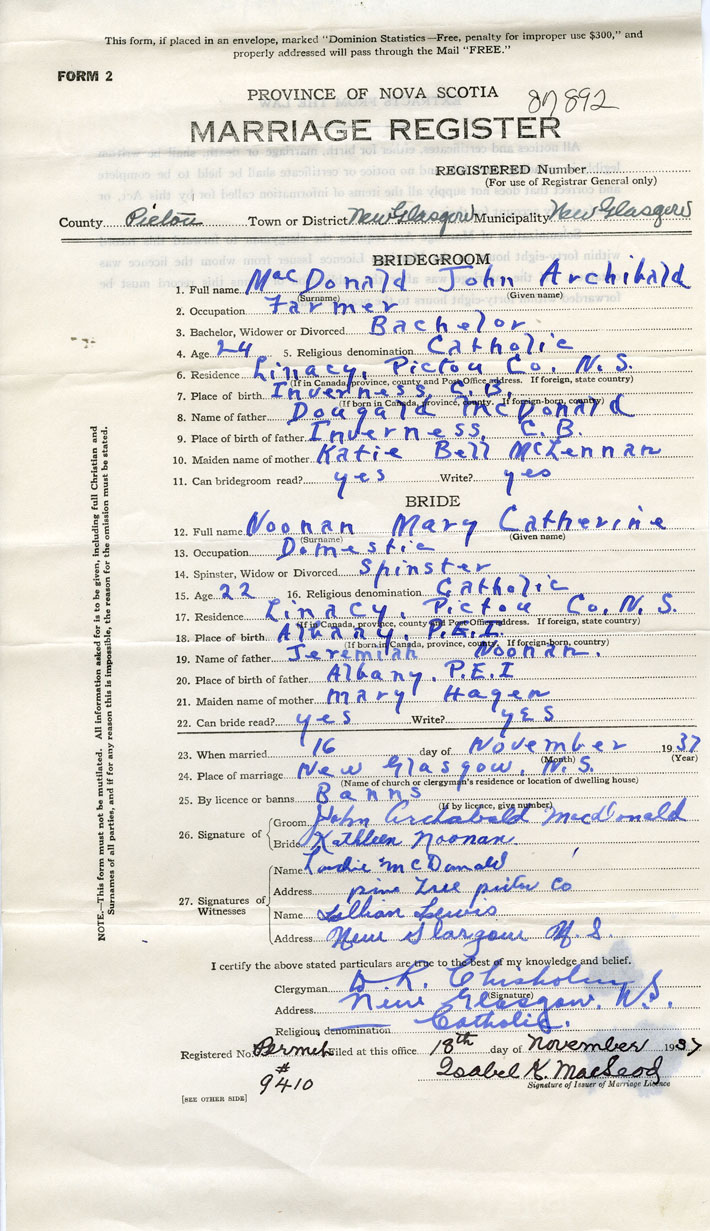 This form, if placed in an envelope, marked "Dominion Statistics—Free, penalty for improper use $300," and
properly addressed will pass through the Mail "FREE."
FORM 2
PROVINCE OF NOVA SCOTIA
MARRIAGE REGISTER
REGISTERED Number
(For use of Registrar General only)
County Pictou Town or District New Glasgow Municipality New Glasgow
BRIDEGROOM
1. Full name MacDonald John Archibald
(Surname) (Given name)
2. Occupation Farmer
3. Bachelor, Widower or Divorced Bachelor
4. Age 24 5. Religious denomination Catholic
6. Residence Linacy, Pictou Co, N.S.
(If in Canada, province, county and Post Office address. If foreign, state country)
7. Place of birth Inverness, C.B.
(If born in Canada, province, county. If foreign-born, country)
8. Name of father Dougald McDonald
9. Place of birth of father Inverness, C.B.
10. Maiden name of mother Katie Bell McLennan
11. Can bridegroom read? yes Write? yes
BRIDE
12. Full name Noonan Mary Catherine
(Surname) (Given name)
13. Occupation Domestic
14. Spinster, Widow or Divorced Spinster
15. Age 22 16. Religious denomination Catholic
17. Residence Linacy, Pictou Co. N.S.
(If in Canada, province, county and Post Office address. If foreign, state country)
18. Place of birth Albany, P.E.I.
(If born in Canada, province, county. If foreign-born, country)
19. Name of father Jeremiah Noonan.
20. Place of birth of father Albany, P.E.I
21. Maiden name of mother Mary Hagen
22. Can bride read? yes Write? yes
23. When married 16 day of November 1937
(Month) (Year)
24. Place of marriage New Glasgow, N.S.
(Name of church or clergyman's residence or location of dwelling house)
25. By licence or banns Banns
(If by licence, give number)
26. Signature of
Groom John Archabald MacDonald
Bride Kathleen Noonan
27. Signatures of Witnesses
Name McDonald
Address pine Tree pictou Co
Name Lillian Lewis
Address New Glasgow N.S.
I certify the above stated particulars are true to the best of my knowledge and belief.
Clergyman D. R. Chisholm
(Signature)
Address New Glasgow, N.S.
Religious denomination Catholic.
Registered No. Permit Filed at this office 18th day of November 1937
# 9410
Isabel K. MacLeod
Signature of Issuer of Marriage Licence
[SEE OTHER SIDE]
NOTE.—This form must not be mutilated. All information asked for is to be given, including full Christian and
Surnames of all parties, and if for any reason this is impossible, the reason for the omission must be stated.